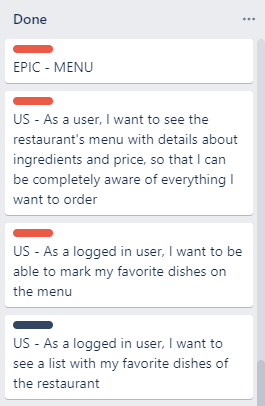 Done
EPIC - MENU
US - As a user, I want to see the
restaurant's menu with details about
ingredients and price, so that I can
be completely aware of everything I
want to order
US - As a logged in user, I want to be
able to mark my favorite dishes on
the menu
US - As a logged in user, I want to
see a list with my favorite dishes of
the restaurant